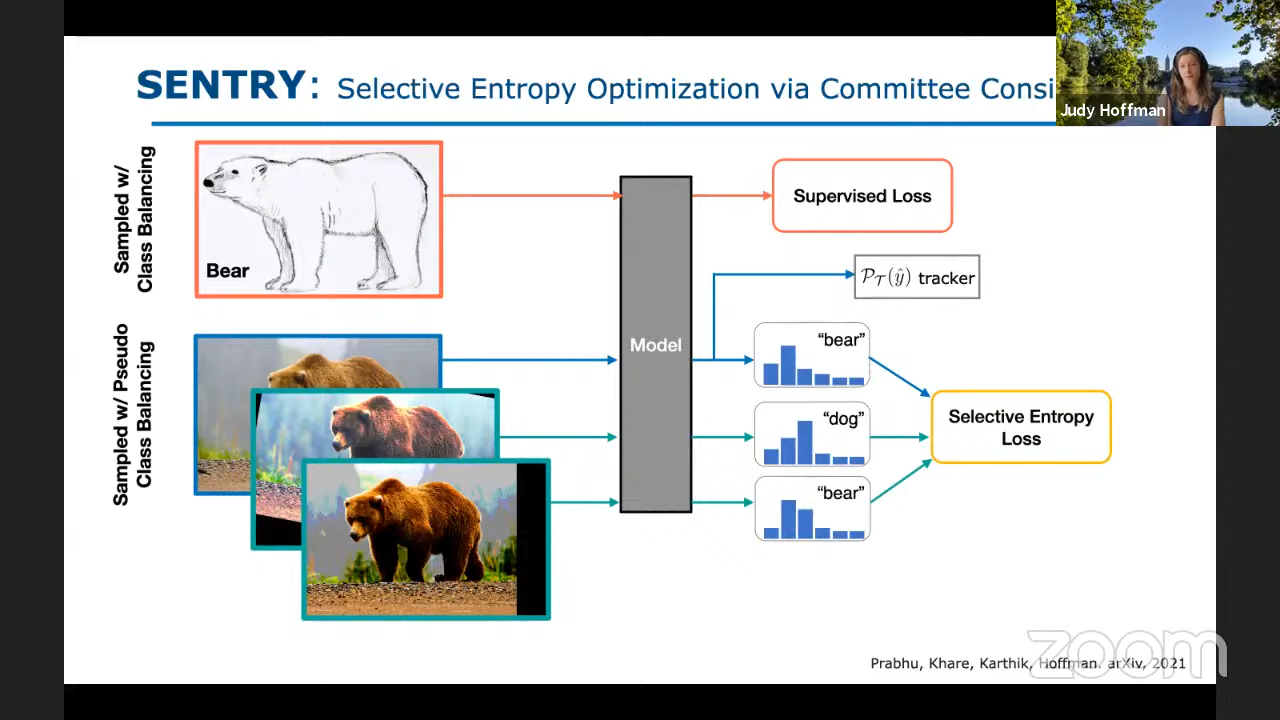 SENTRY: Selective Entropy Optimization via Committee Consi
Judy Hoffman
Sampled w/
Class Balancing
Bear
Supervised Loss
𝒫𝒯(ŷ) tracker
Sampled w/ Pseudo
Class Balancing
Model
“bear”
“dog”
“bear”
Selective Entropy
Loss
Prabhu, Khare, Karthik, Hoffman. arXiv, 2021
zoom